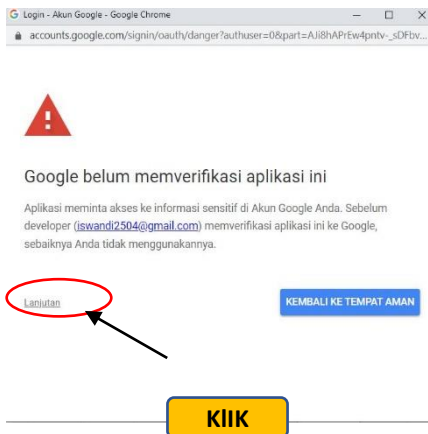 Login - Akun Google - Google Chrome
accounts.google.com/signin/oauth/danger?authuser=0&part=AJi8hAPrEw4pntv-_sDFbv...
Google belum memverifikasi aplikasi ini
Aplikasi meminta akses ke informasi sensitif di Akun Google Anda. Sebelum
developer (iswandi2504@gmail.com) memverifikasi aplikasi ini ke Google,
sebaiknya Anda tidak menggunakannya.
Lanjutan
KEMBALI KE TEMPAT AMAN
KlIK